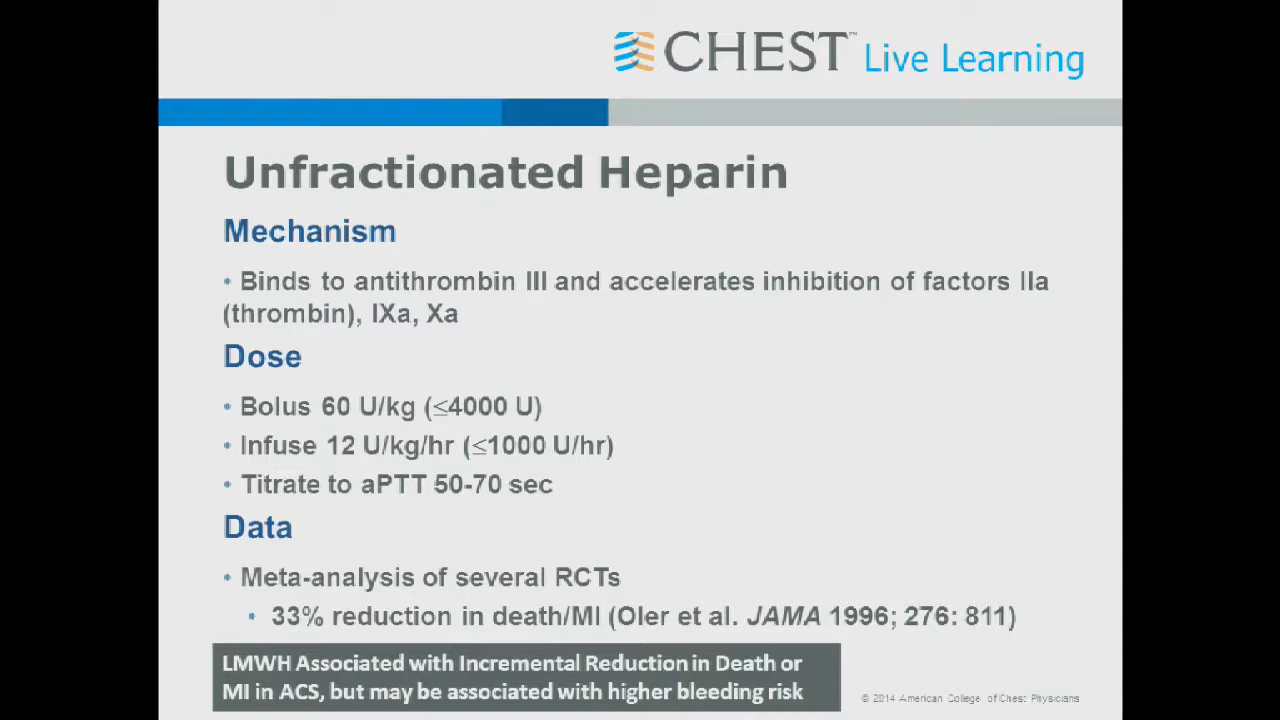 CHEST™ Live Learning
Unfractionated Heparin
Mechanism
• Binds to antithrombin III and accelerates inhibition of factors IIa
(thrombin), IXa, Xa
Dose
• Bolus 60 U/kg (≤4000 U)
• Infuse 12 U/kg/hr (≤1000 U/hr)
• Titrate to aPTT 50-70 sec
Data
• Meta-analysis of several RCTs
• 33% reduction in death/MI (Oler et al. JAMA 1996; 276: 811)
LMWH Associated with Incremental Reduction in Death or
MI in ACS, but may be associated with higher bleeding risk
© 2014 American College of Chest Physicians